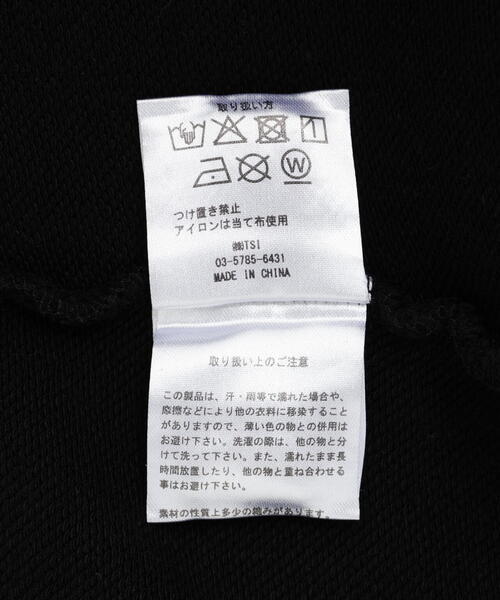 取り扱い方
W
つけ置き禁止
アイロンは当て布使用
㈱TSI
03-5785-6431
MADE IN CHINA
取り扱い上のご注意
この製品は、汗・雨等で濡れた場合や、
摩擦などにより他の衣料に移染すること
がありますので、薄い色の物との併用は
お避け下さい。洗濯の際は、他の物と分
けて洗って下さい。また、濡れたまま長
時間放置したり、他の物と重ね合わせる
事はお避け下さい。
素材の性質上多少の縮みがあります。